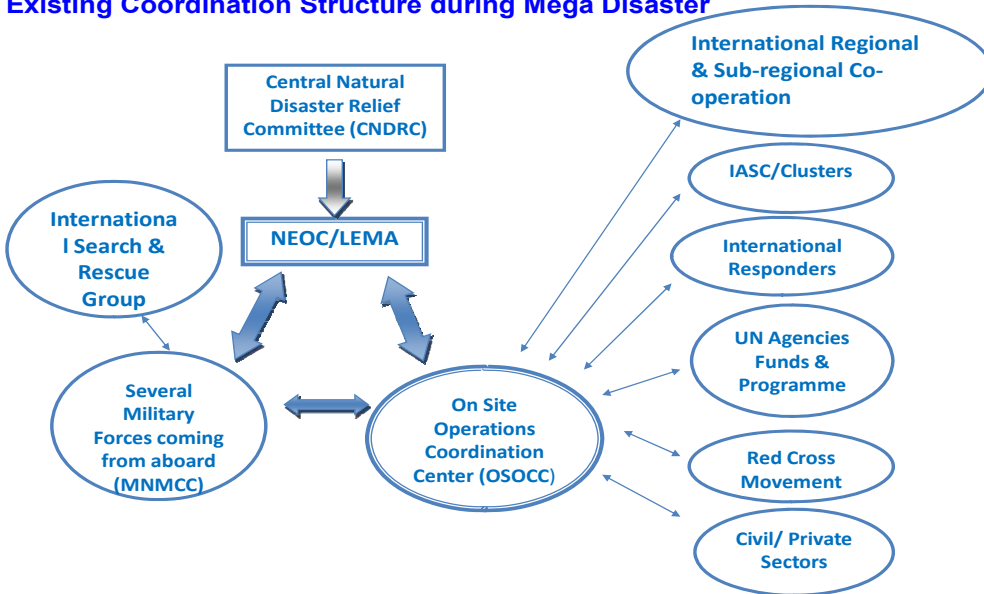 Existing Coordination Structure during Mega Disaster
International Regional
& Sub-regional Co-
operation
Central Natural
Disaster Relief
Committee (CNDRC)
IASC/Clusters
Internationa
l Search &
Rescue
Group
NEOC/LEMA
International
Responders
UN Agencies
Funds &
Programme
Several
Military
Forces coming
from aboard
(MNMCC)
On Site
Operations
Coordination
Center (OSOCC)
Red Cross
Movement
Civil/ Private
Sectors